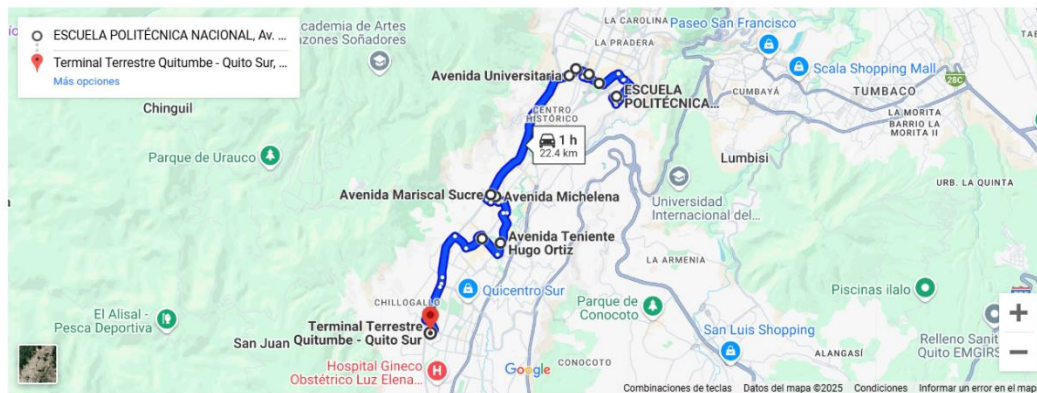 ESCUELA POLITÉCNICA NACIONAL, Av. ...
Terminal Terrestre Quitumbe - Quito Sur, ...
Más opciones
ademia de Artes
zones Soñadores
Chinguil
Parque de Urauco
El Alisal -
Pesca Deportiva
LA CAROLINA
LA PRADERA
Paseo San Francisco
Scala Shopping Mall
28C
CUMBAYÁ
TUMBACO
LA MORITA
BARRIO LA
MORITA II
Avenida Universitaria
ESCUELA
POLITÉCNICA...
CENTRO
HISTÓRICO
1 h
22.4 km
Lumbisi
URB. LA QUINTA
Universidad
Internacional del...
Avenida Mariscal Sucre
Avenida Michelena
Avenida Teniente
Hugo Ortiz
LA ARMENIA
Quicentro Sur
Parque de
Conocoto
Piscinas ilalo
CHILLOGALLO
Terminal Terrestre
Quitumbe - Quito Sur
San Juan
San Luis Shopping
Relleno Sanit
Quito EMGIRS
ALANGASÍ
Hospital Gineco
Obstétrico Luz Elena...
H
Google
CONOCOTO
+
−
Combinaciones de teclas
Datos del mapa ©2025
Condiciones
Informar un error en el map